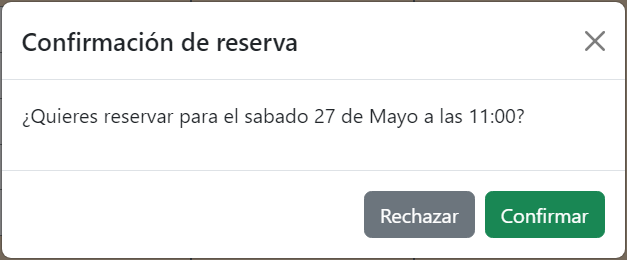 Confirmación de reserva
¿Quieres reservar para el sabado 27 de Mayo a las 11:00?
Rechazar
Confirmar